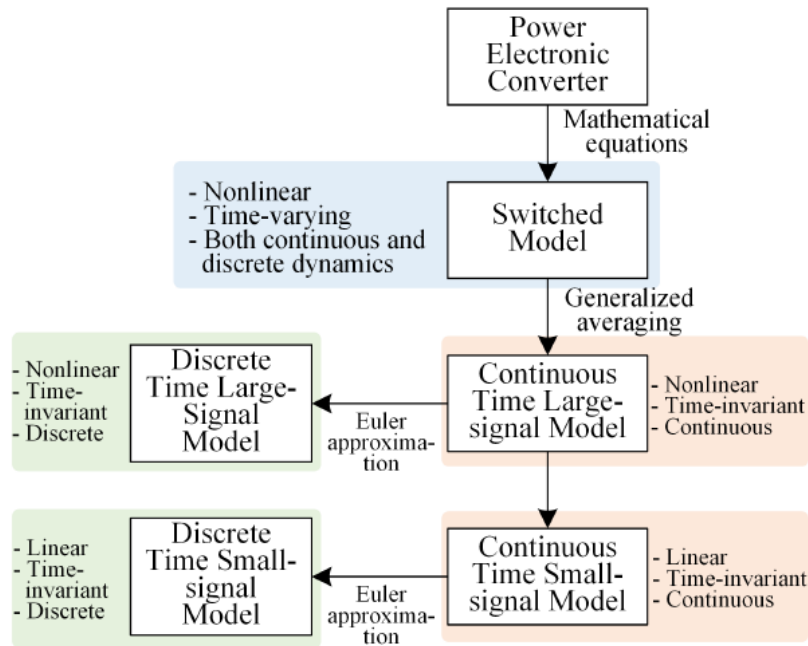 Power
Electronic
Converter
Mathematical
equations
- Nonlinear
- Time-varying
- Both continuous and
discrete dynamics
Switched
Model
Generalized
averaging
- Nonlinear
- Time-
invariant
- Discrete
Discrete
Time Large-
Signal
Model
Euler
approxima-
tion
Continuous
Time Large-
signal Model
- Nonlinear
- Time-invariant
- Continuous
- Linear
- Time-
invariant
- Discrete
Discrete
Time Small-
signal
Model
Euler
approxima-
tion
Continuous
Time Small-
signal Model
- Linear
- Time-invariant
- Continuous